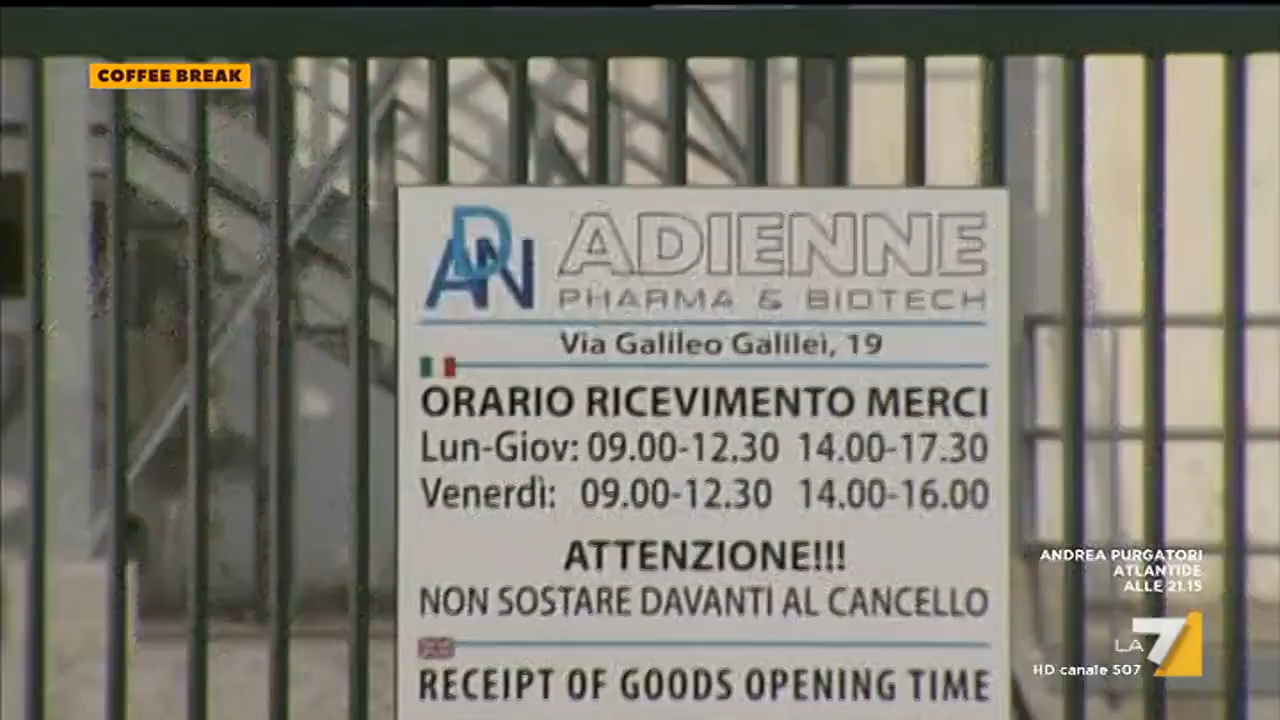 COFFEE BREAK
ADN ADIENNE
PHARMA & BIOTECH
Via Galileo Galilei, 19
ORARIO RICEVIMENTO MERCI
Lun-Giov: 09.00-12.30 14.00-17.30
Venerdì: 09.00-12.30 14.00-16.00
ATTENZIONE!!!
NON SOSTARE DAVANTI AL CANCELLO
RECEIPT OF GOODS OPENING TIME
ANDREA PURGATORI
ATLANTIDE
ALLE 21.15
LA7
HD canale 507